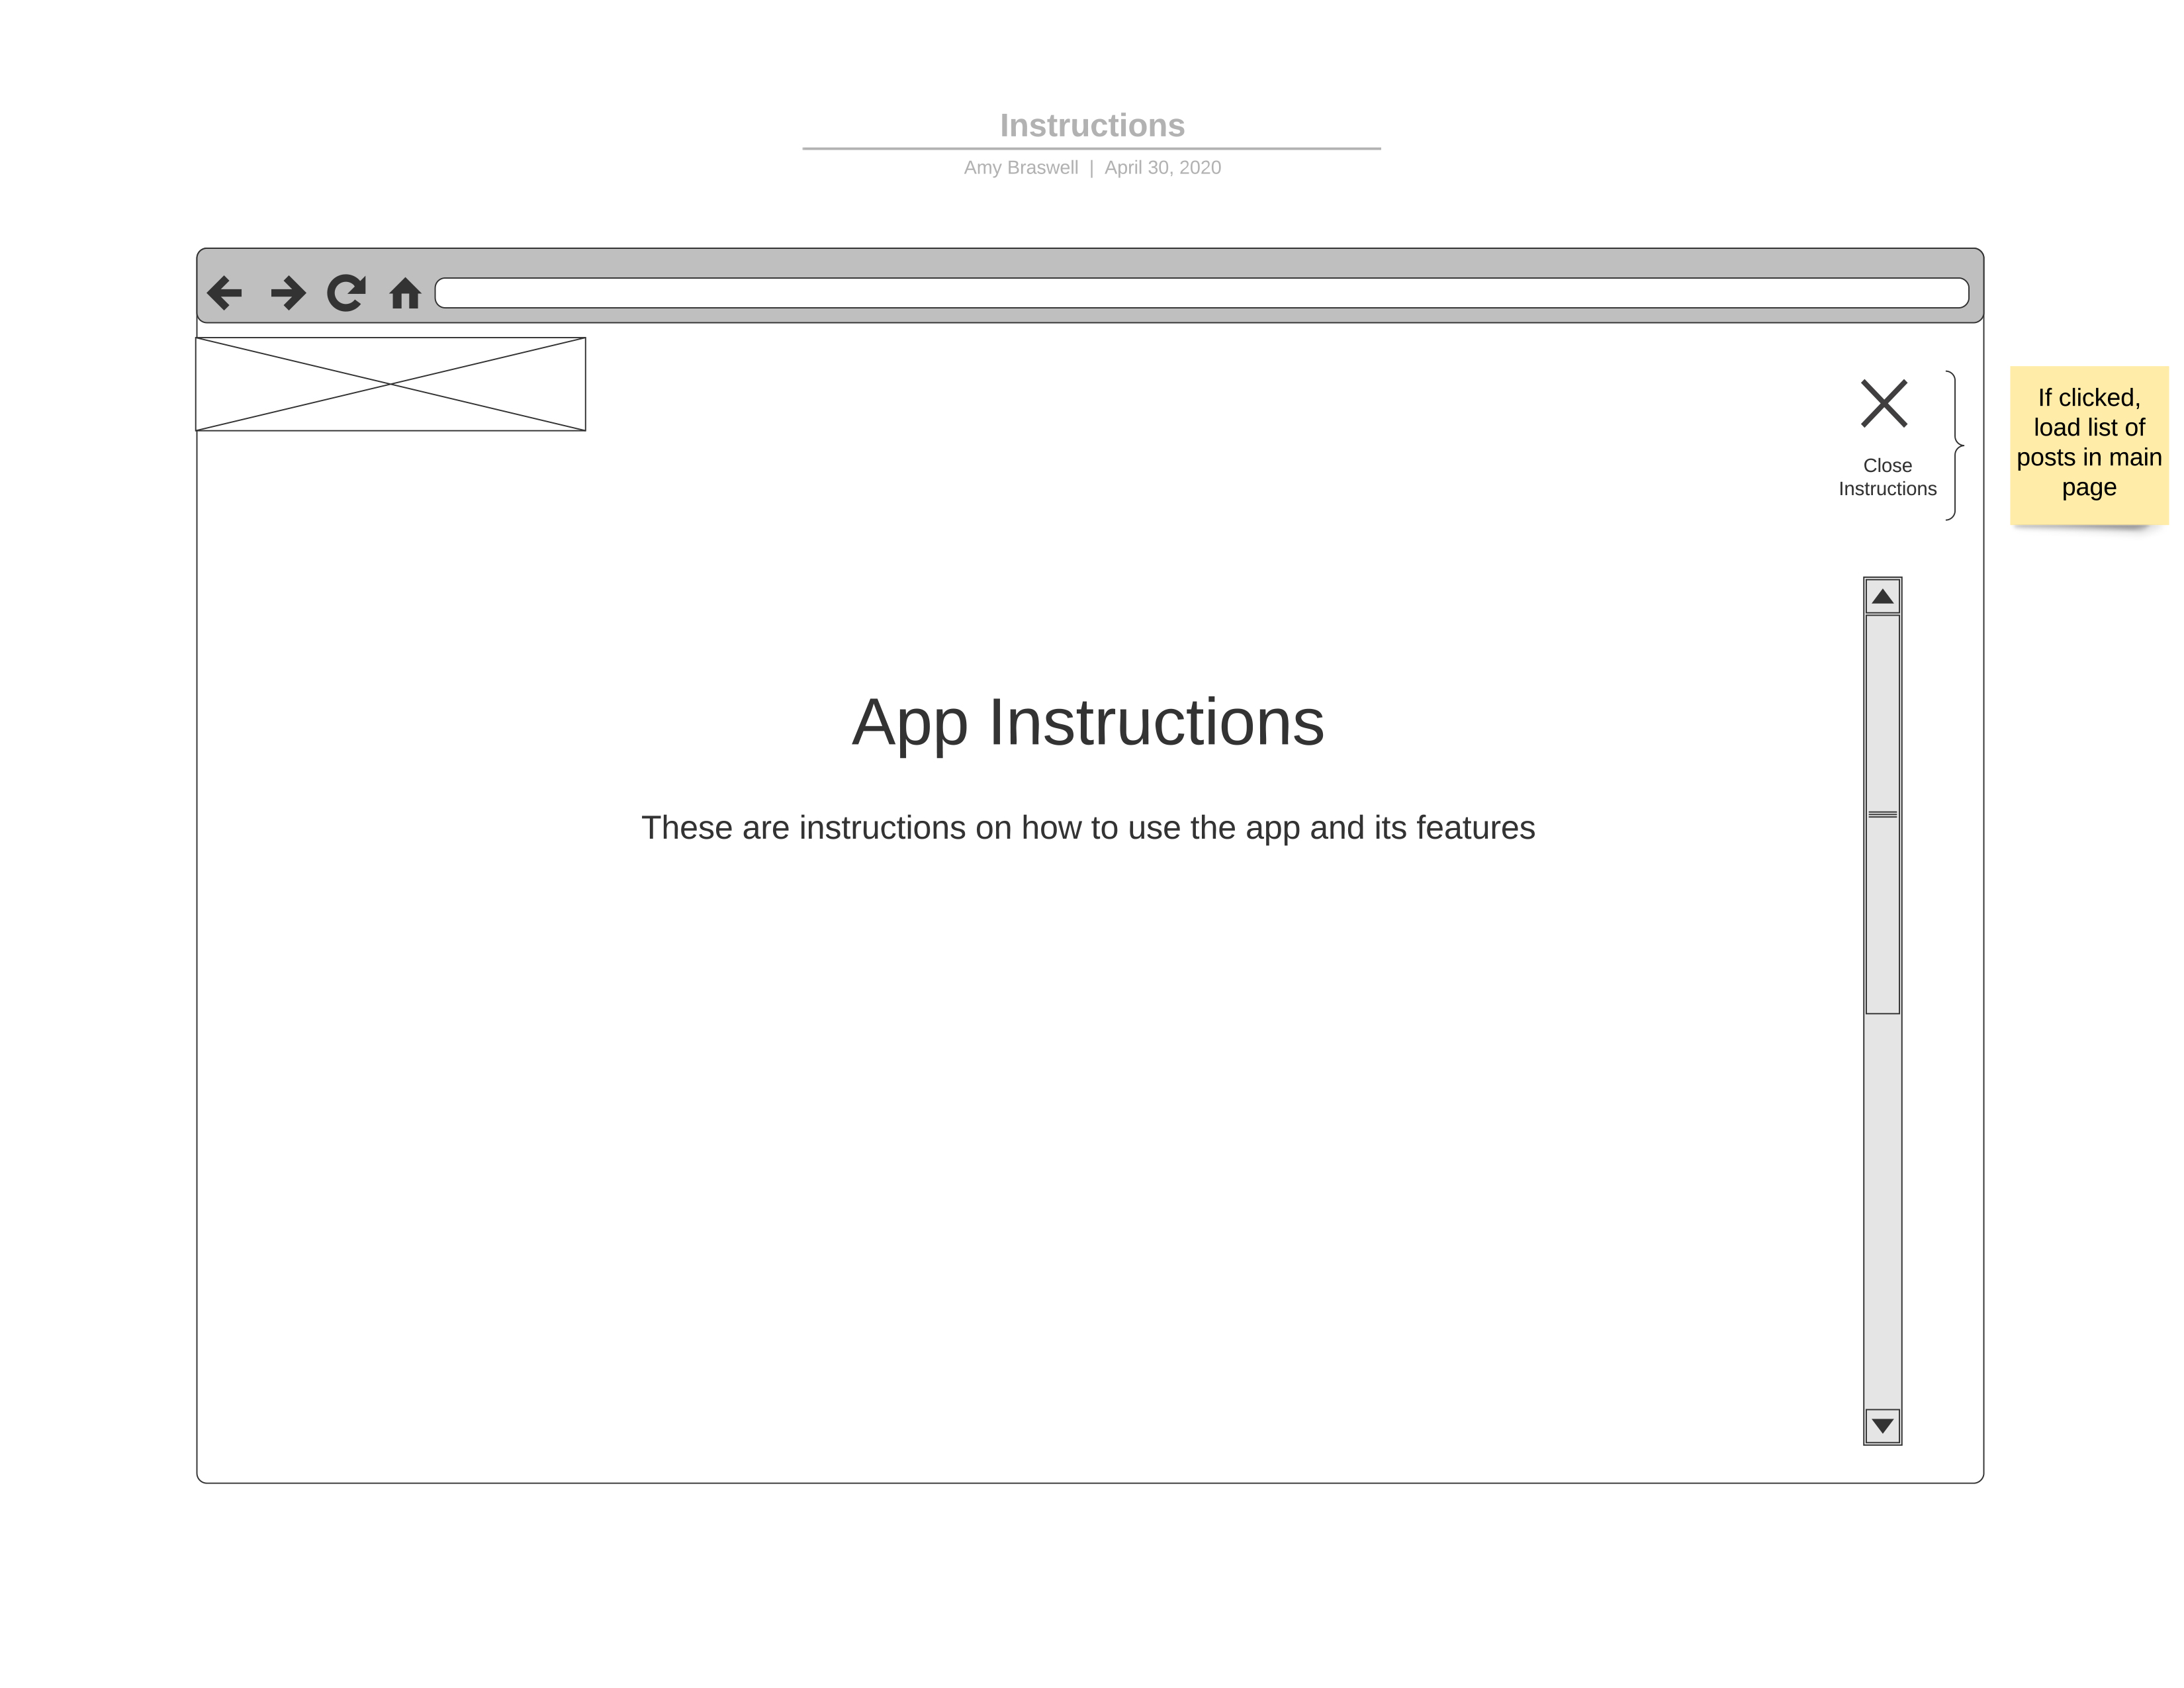 Instructions
Amy Braswell | April 30, 2020
If clicked,
load list of
posts in main
page
Close
Instructions
App Instructions
These are instructions on how to use the app and its features